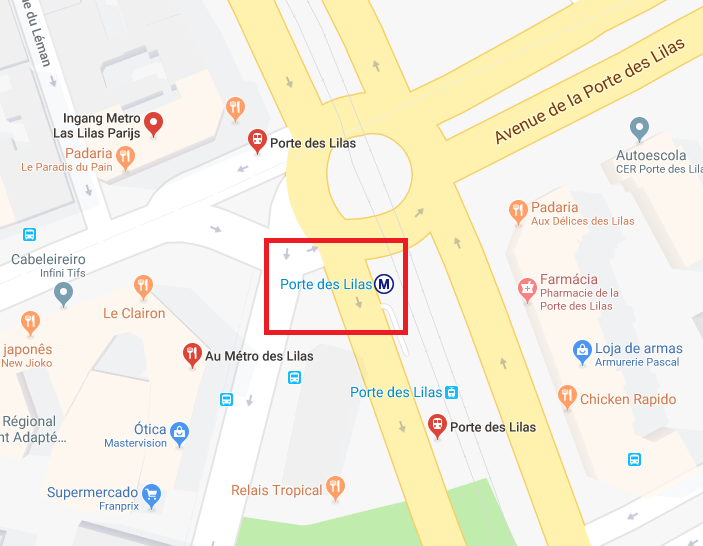 e du Léman
Ingang Metro
Las Lilas Parijs
Padaria
Le Paradis du Pain
Porte des Lilas
Avenue de la Porte des Lilas
Autoescola
CER Porte des Lila
Padaria
Aux Délices des Lilas
Cabeleireiro
Infini Tifs
Porte des Lilas
M
Farmácia
Pharmacie de la
Porte des Lilas
Le Clairon
japonês
New Jioko
Au Métro des Lilas
Loja de armas
Armurerie Pascal
Porte des Lilas
Chicken Rapido
Régional
nt Adapté...
Ótica
Mastervision
Porte des Lilas
Supermercado
Franprix
Relais Tropical